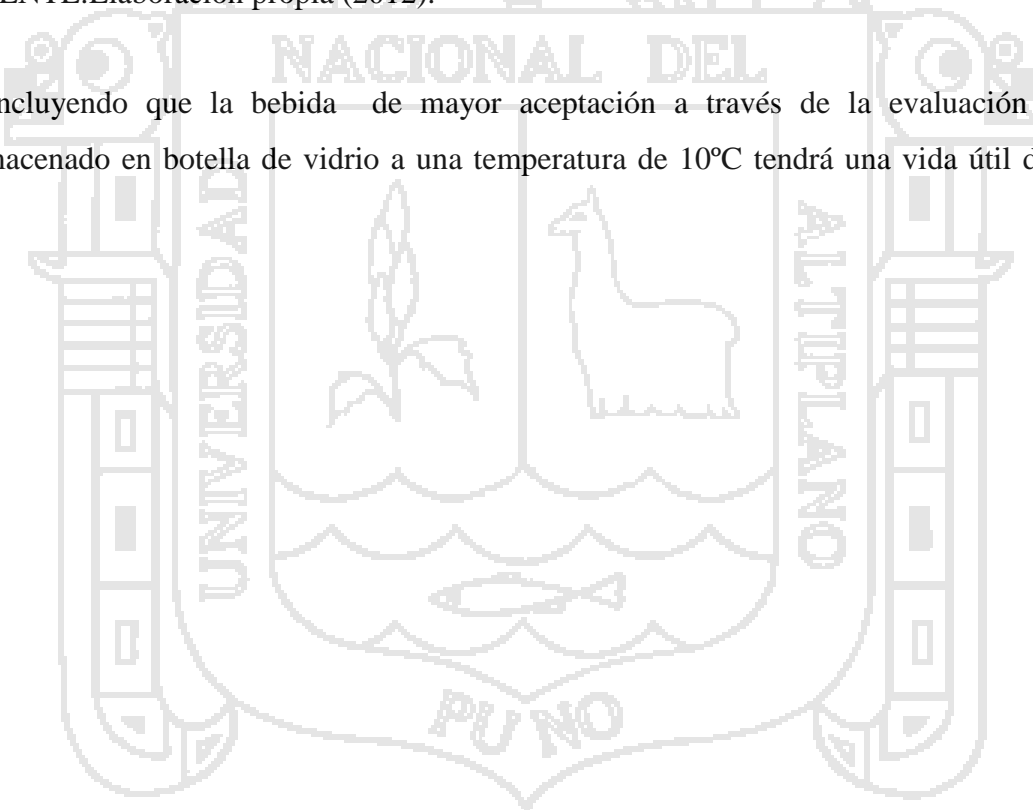 ENTE:Elaboración propia (2012).
NACIONAL DEL
ncluyendo que la bebida de mayor aceptación a través de la evaluación
acenado en botella de vidrio a una temperatura de 10ºC tendrá una vida útil d
UNIVERSIDAD
ALTIPLANO
PUNO